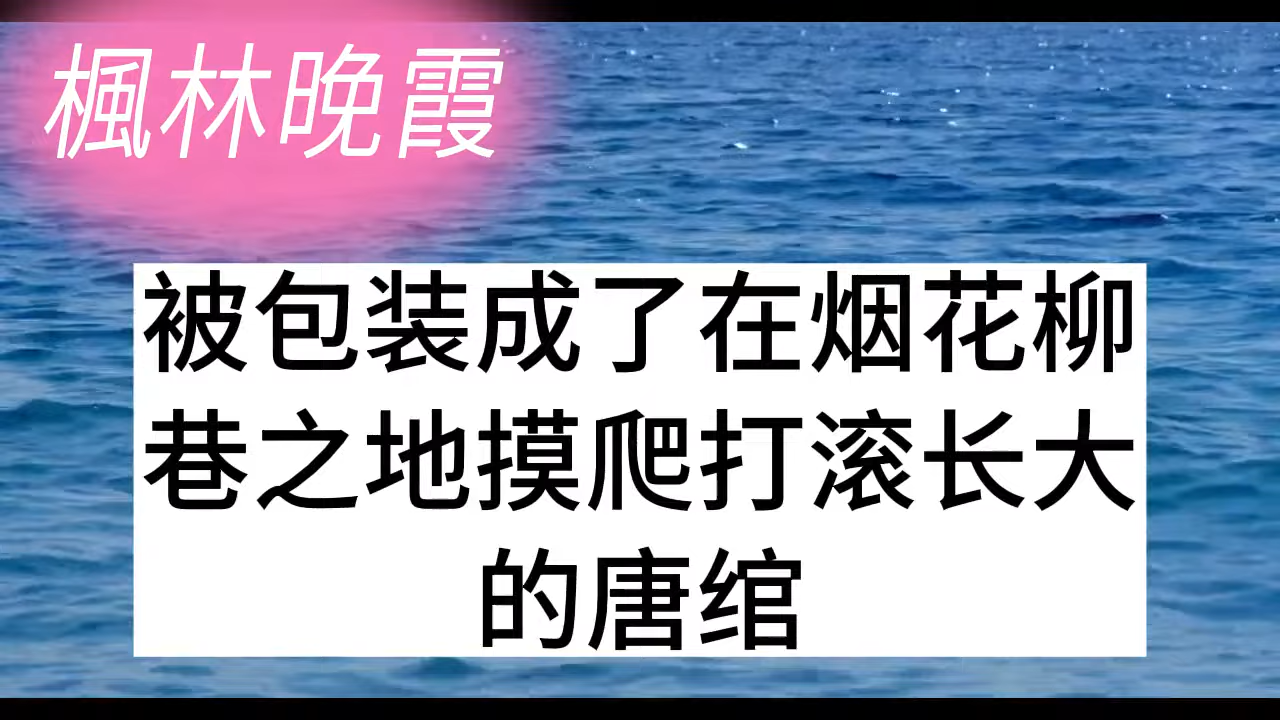 楓林晚霞
被包装成了在烟花柳
巷之地摸爬打滚长大
的唐绾